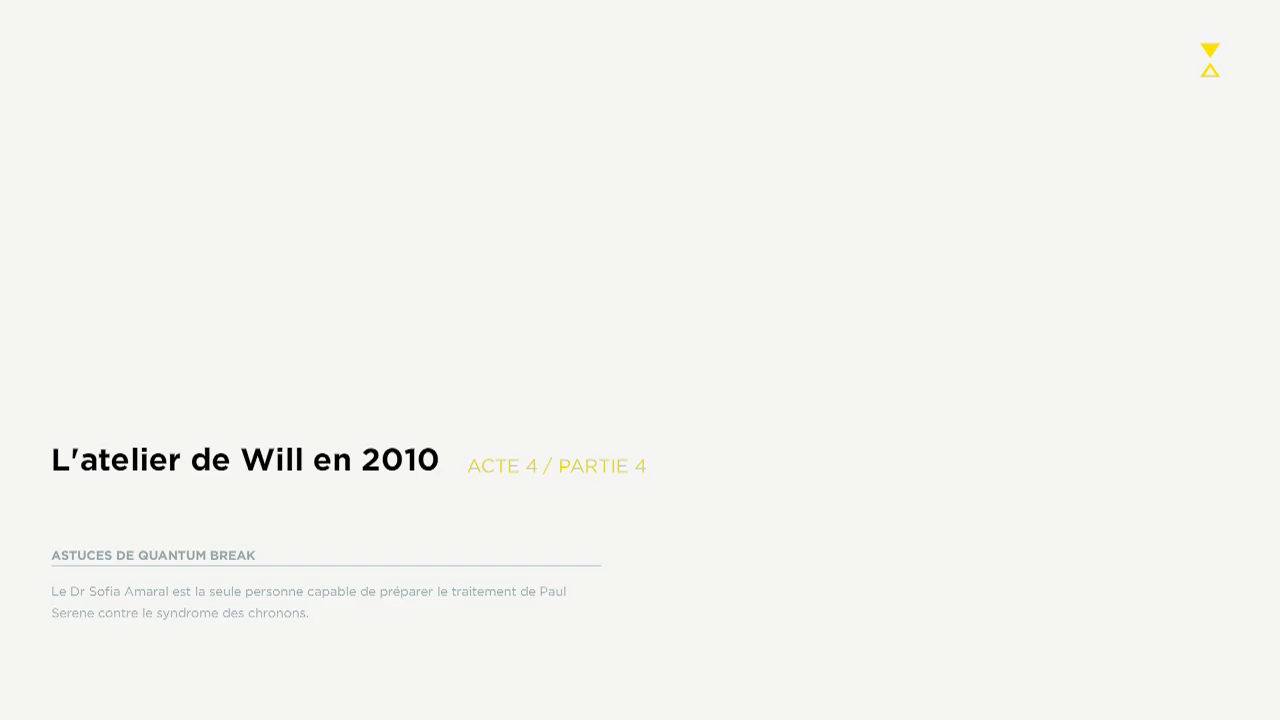 L'atelier de Will en 2010 ACTE 4 / PARTIE 4
ASTUCES DE QUANTUM BREAK
Le Dr Sofia Amaral est la seule personne capable de préparer le traitement de Paul
Serene contre le syndrome des chronons.